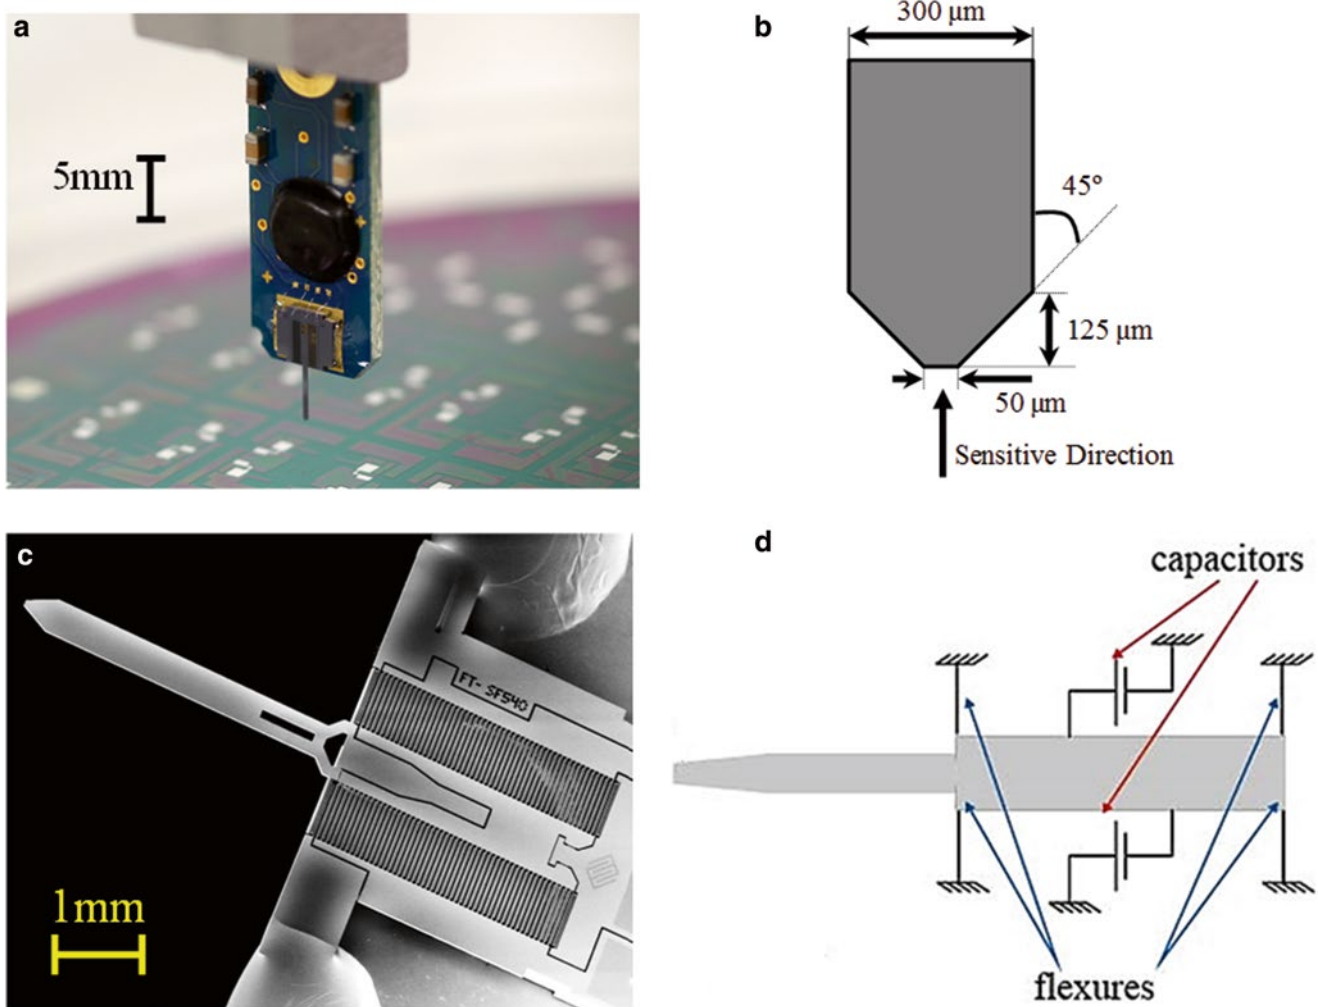 a
5mm
b
300 µm
45°
125 µm
50 µm
Sensitive Direction
c
FT- SF540
1mm
d
capacitors
flexures